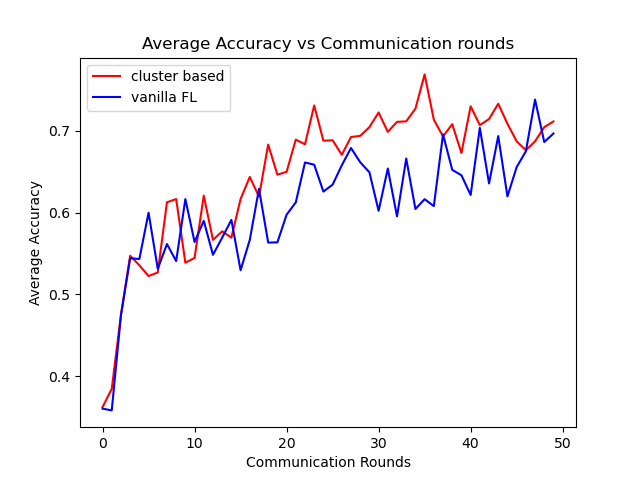 Average Accuracy vs Communication rounds
cluster based
vanilla FL
0.7
0.6
0.5
0.4
Average Accuracy
0 10 20 30 40 50
Communication Rounds